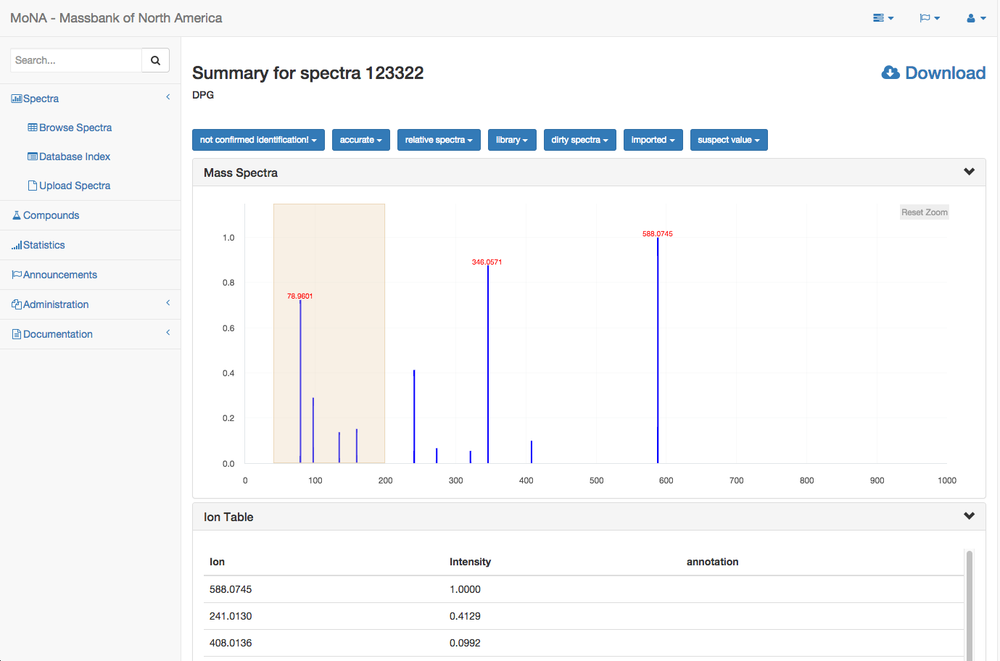 MoNA - Massbank of North America
Search...
Spectra
Browse Spectra
Database Index
Upload Spectra
Compounds
Statistics
Announcements
Administration
Documentation
Summary for spectra 123322
Download
DPG
not confirmed identification!
accurate
relative spectra
library
dirty spectra
imported
suspect value
Mass Spectra
Reset Zoom
1.0
0.8
0.6
0.4
0.2
0.0
78.9601
346.0571
588.0745
0 100 200 300 400 500 600 700 800 900 1000
Ion Table
Ion Intensity annotation
588.0745 1.0000
241.0130 0.4129
408.0136 0.0992